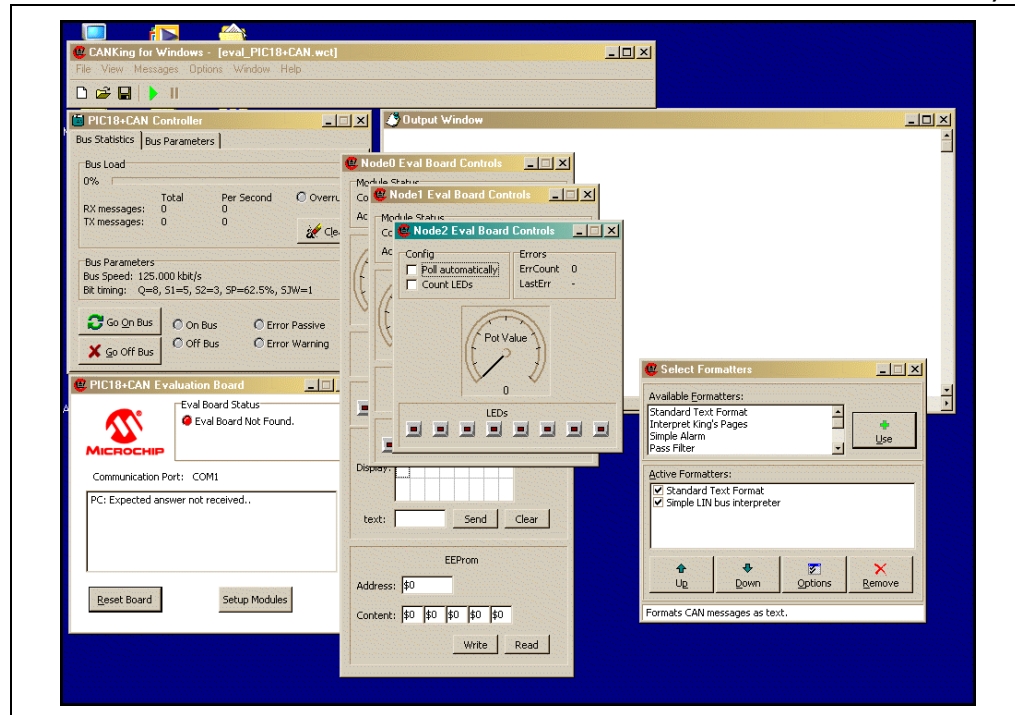 CANKing for Windows - [eval_PIC18+CAN.wct]
File View Messages Options Window Help
PIC18+CAN Controller
Bus Statistics Bus Parameters
Bus Load
0%
Total Per Second Overru
RX messages: 0 0
TX messages: 0 0
Cle
Bus Parameters
Bus Speed: 125.000 kbit/s
Bit timing: Q=8, S1=5, S2=3, SP=62.5%, SJW=1
Go On Bus
On Bus Error Passive
Go Off Bus
Off Bus Error Warning
PIC18+CAN Evaluation Board
Eval Board Status
Eval Board Not Found.
MICROCHIP
Communication Port: COM1
PC: Expected answer not received..
Reset Board Setup Modules
Output Window
Node0 Eval Board Controls
Module Status
Co
Ac
Node1 Eval Board Controls
Module Status
Cc
Ac
Node2 Eval Board Controls
Config Errors
Poll automatically ErrCount 0
Count LEDs LastErr -
Pot Value
0
LEDs
Display:
text: Send Clear
EEProm
Address: $0
Content: $0 $0 $0 $0 $0
Write Read
Select Formatters
Available Formatters:
Standard Text Format
Interpret King's Pages
Simple Alarm
Pass Filter
Use
Active Formatters:
Standard Text Format
Simple LIN bus interpreter
Up Down Options Remove
Formats CAN messages as text.